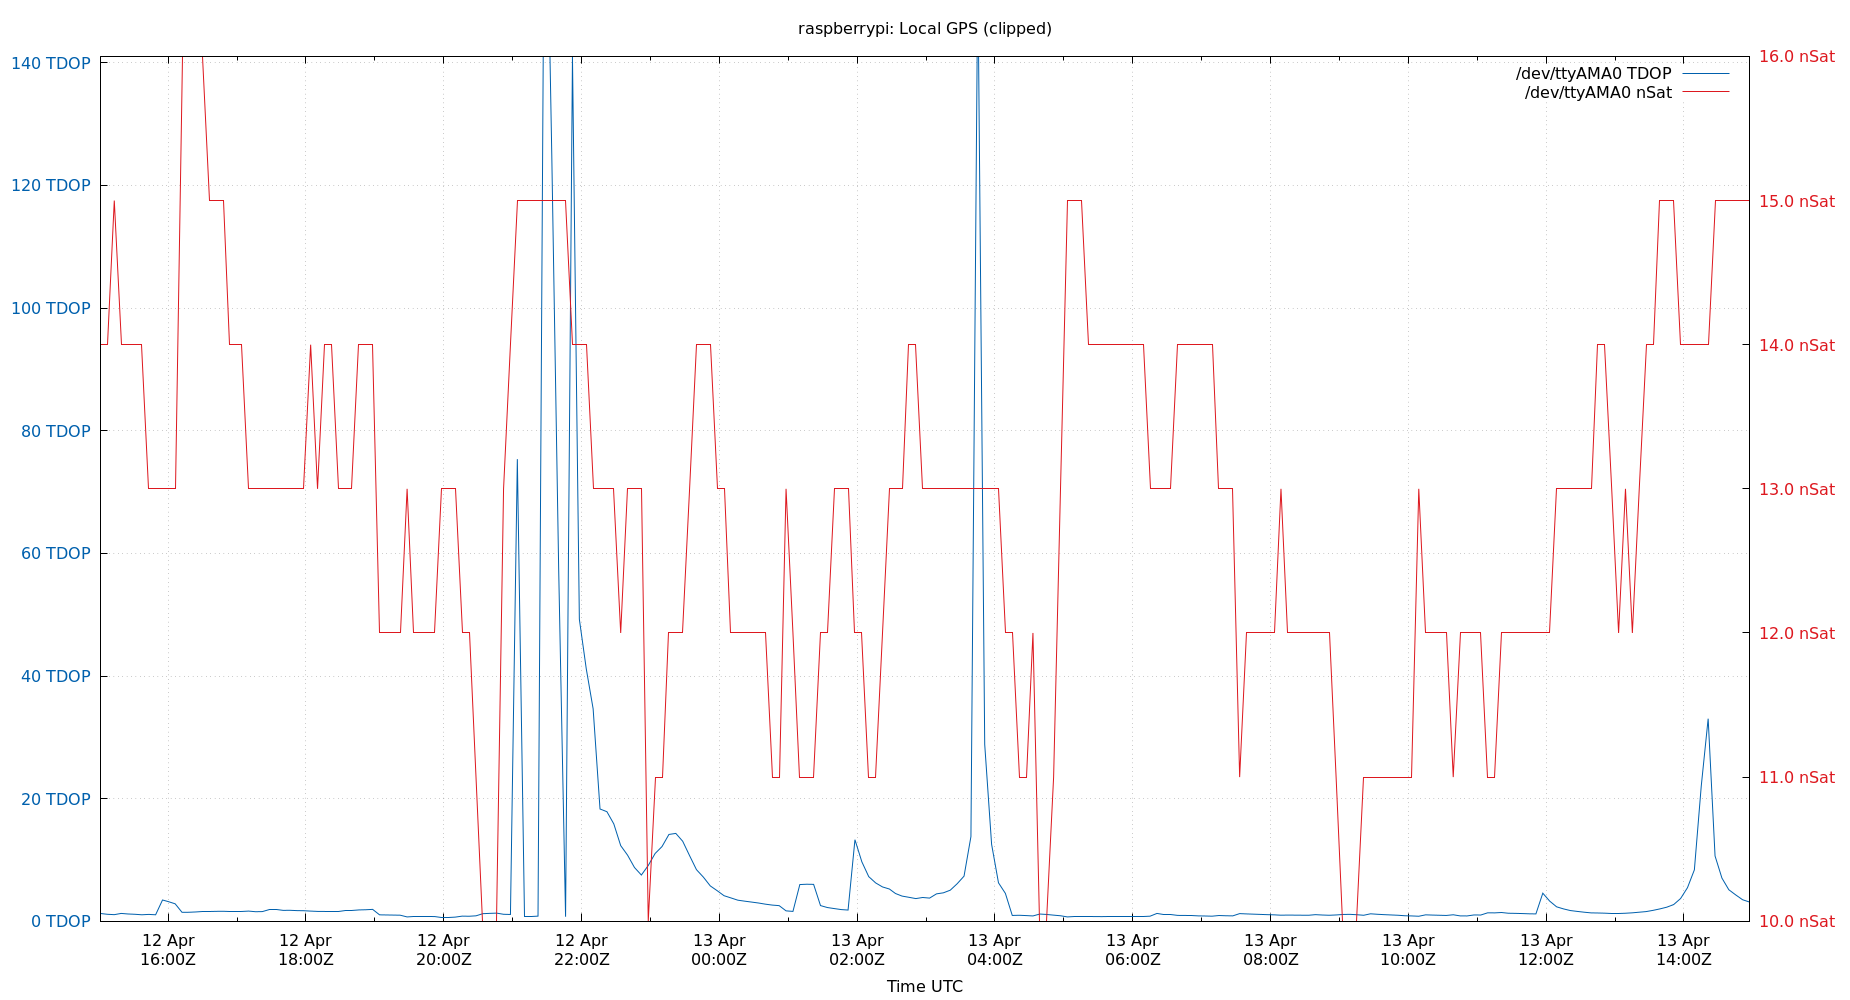 raspberrypi: Local GPS (clipped)
140 TDOP
120 TDOP
100 TDOP
80 TDOP
60 TDOP
40 TDOP
20 TDOP
0 TDOP
16.0 nSat
15.0 nSat
14.0 nSat
13.0 nSat
12.0 nSat
11.0 nSat
10.0 nSat
/dev/ttyAMA0 TDOP
/dev/ttyAMA0 nSat
12 Apr
16:00Z
12 Apr
18:00Z
12 Apr
20:00Z
12 Apr
22:00Z
13 Apr
00:00Z
13 Apr
02:00Z
13 Apr
04:00Z
13 Apr
06:00Z
13 Apr
08:00Z
13 Apr
10:00Z
13 Apr
12:00Z
13 Apr
14:00Z
Time UTC